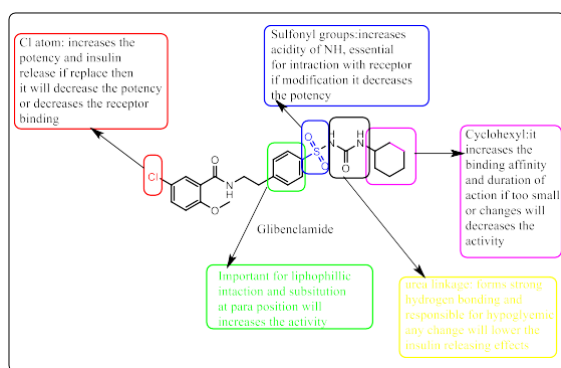 Cl atom: increases the
potency and insulin
release if replace then
it will decrease the potency
or decreases the receptor
binding
Sulfonyl groups:increases
acidity of NH, essential
for intraction with receptor
if modification it decreases
the potency
Cyclohexyl:it
increases the
binding affinity
and duration of
action if too small
or changes will
decreases the
activity
O
O
H
N
H
N
S
Cl
N
H
O
O
O
Glibenclamide
Important for liphophillic
intaction and subsitution
at para position will
increases the activity
urea linkage: forms strong
hydrogen bonding and
responsible for hypoglycemic
any change will lower the
insulin releasing effects